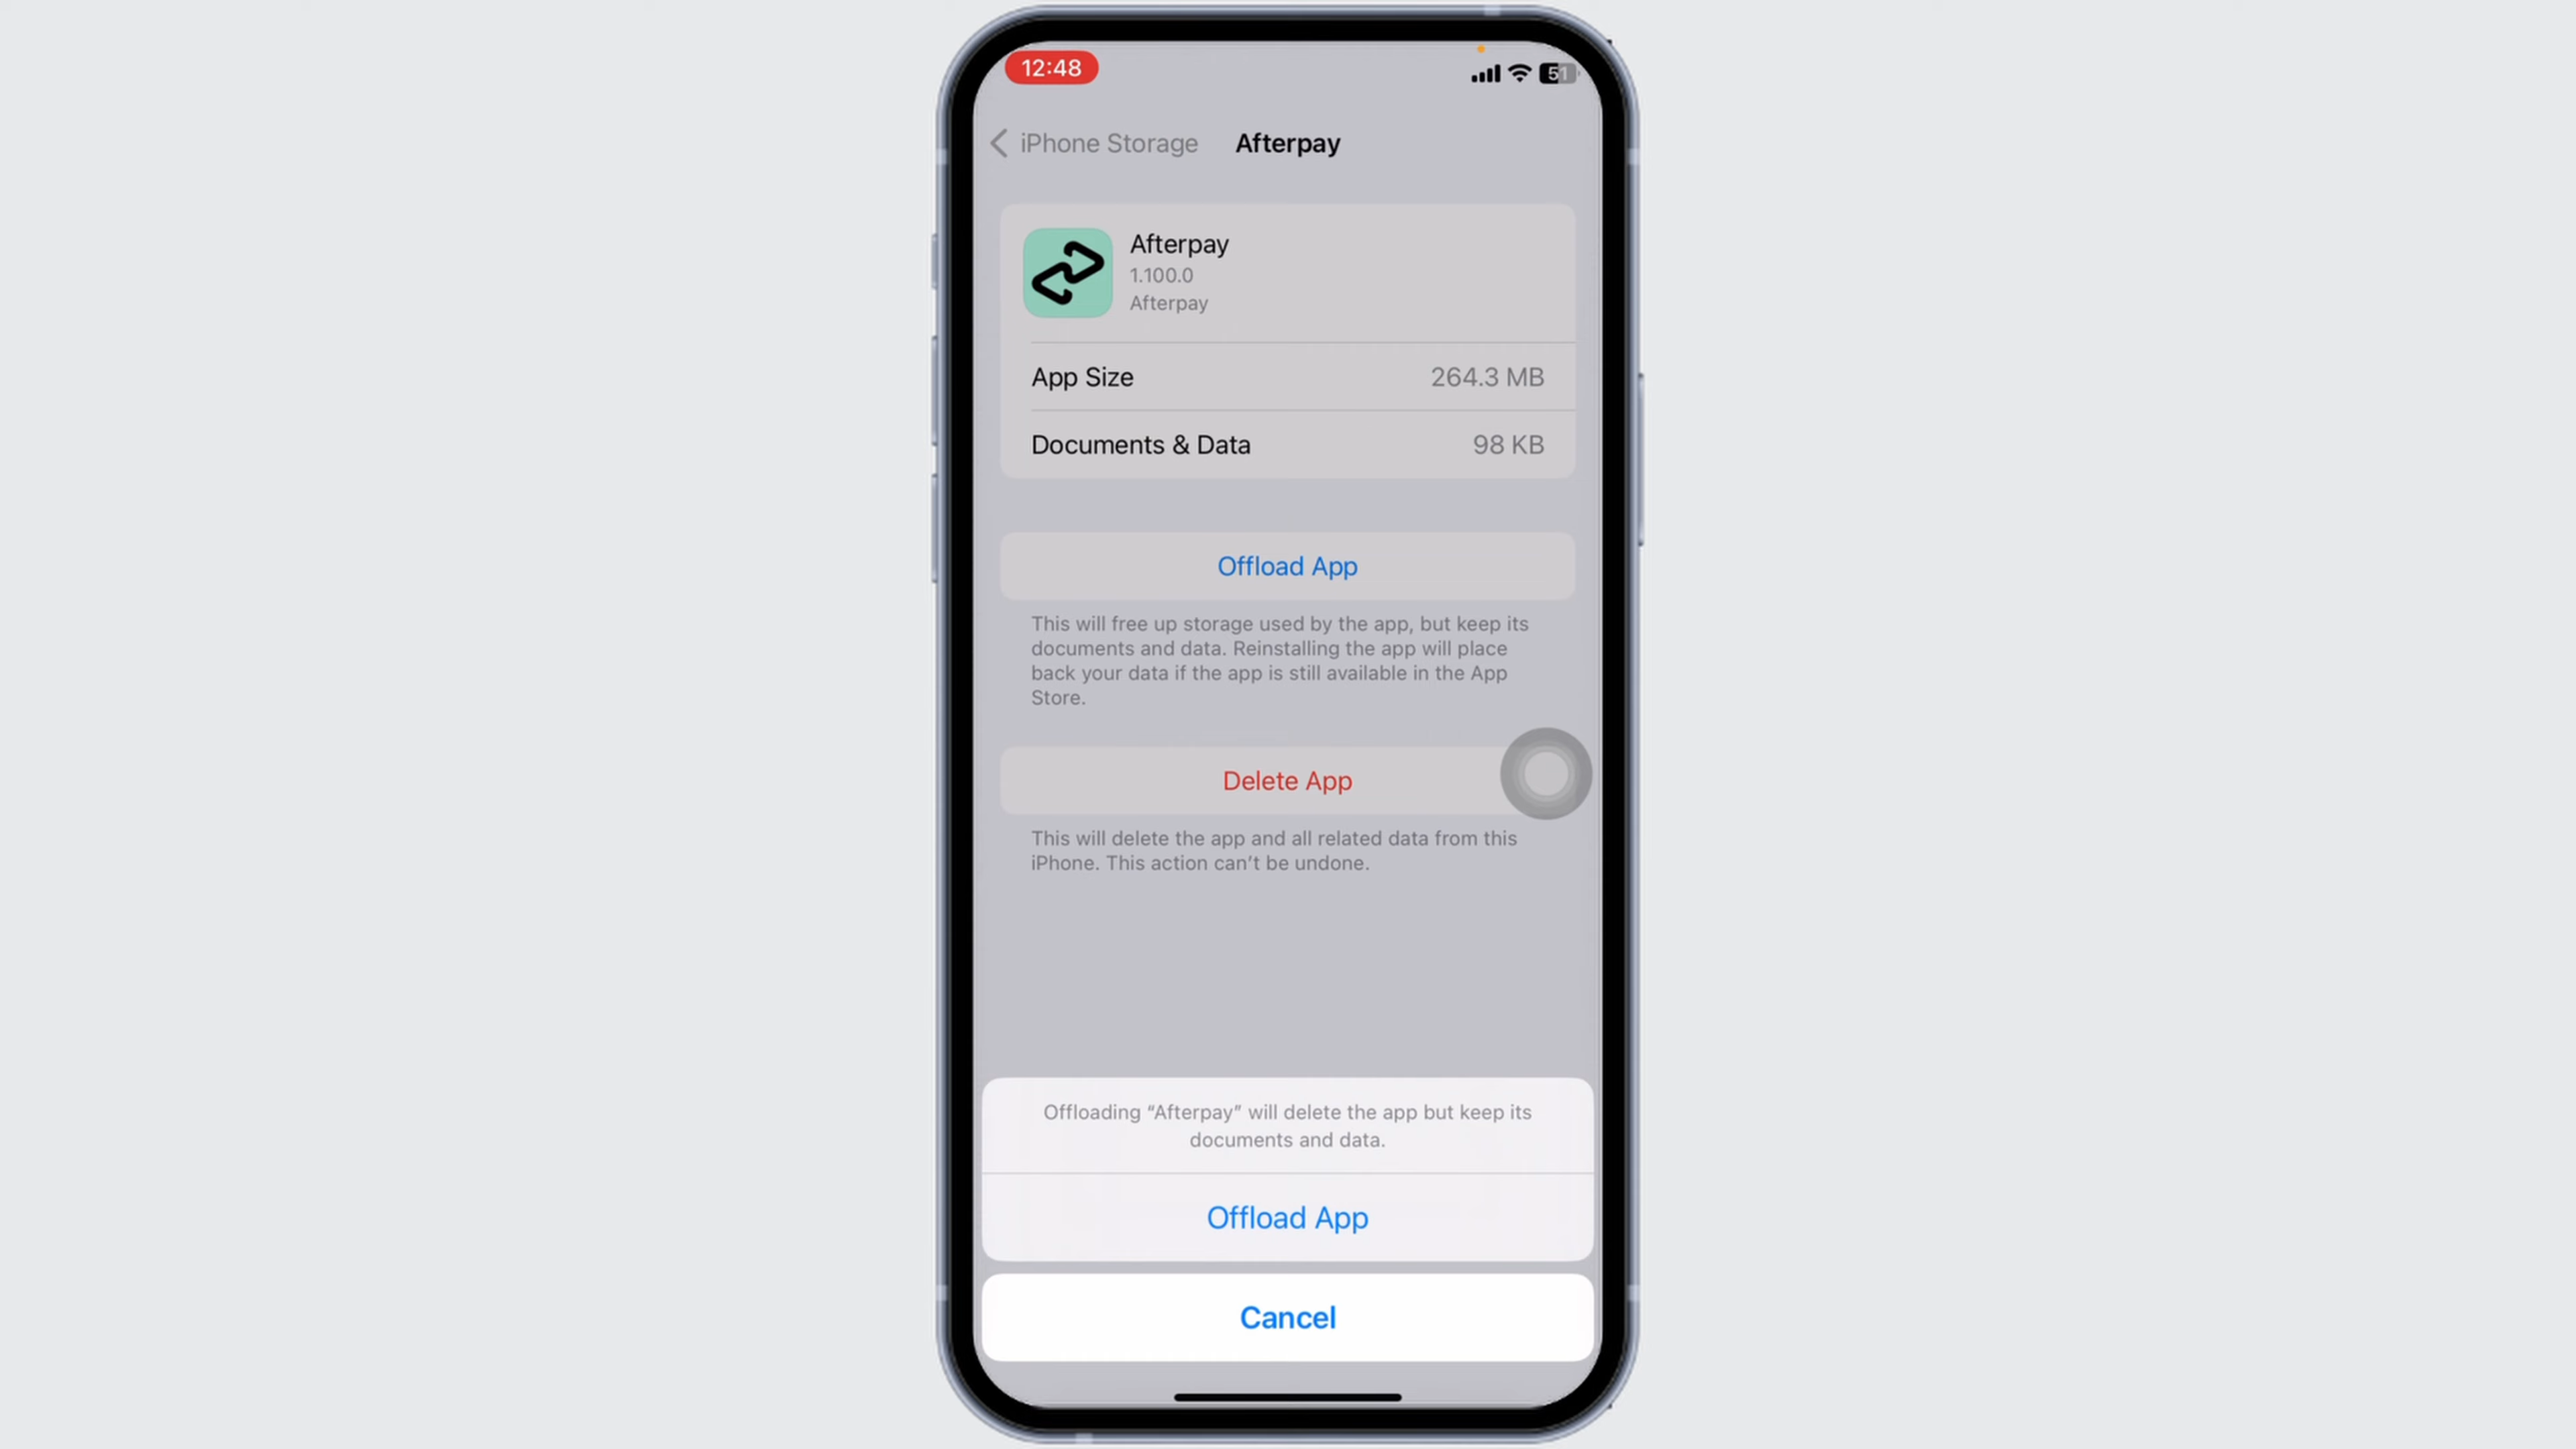 12:48
51
iPhone Storage Afterpay
Afterpay
1.100.0
Afterpay
App Size 264.3 MB
Documents & Data 98 KB
Offload App
This will free up storage used by the app, but keep its
documents and data. Reinstalling the app will place
back your data if the app is still available in the App
Store.
Delete App
This will delete the app and all related data from this
iPhone. This action can’t be undone.
Offloading “Afterpay” will delete the app but keep its
documents and data.
Offload App
Cancel